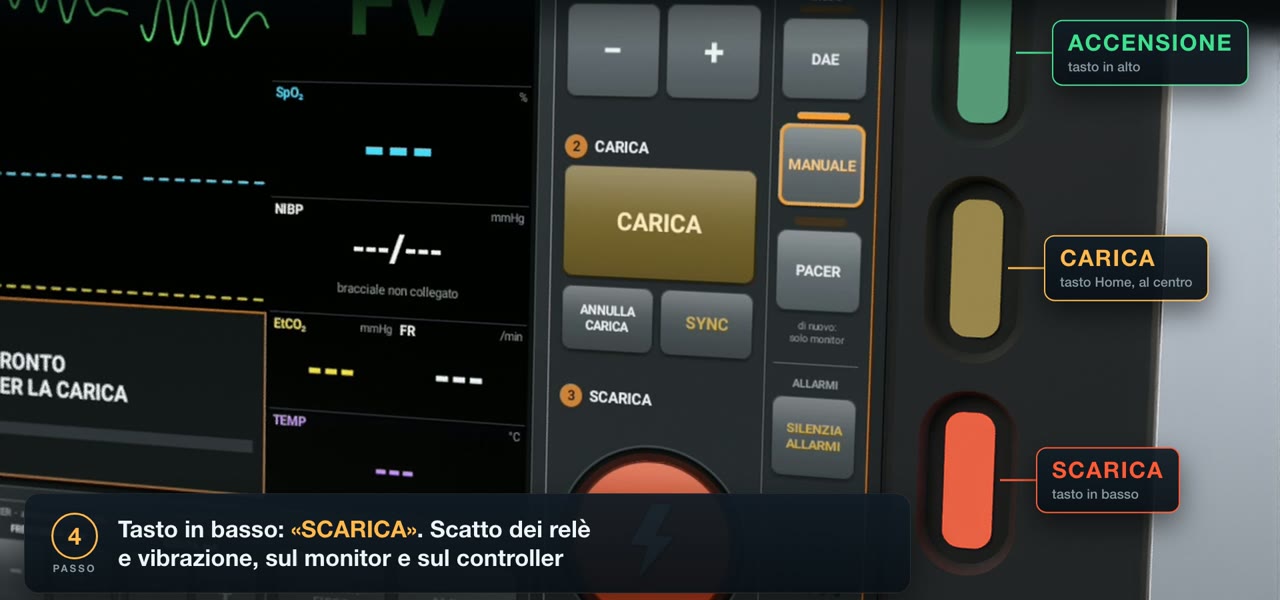 FV
SpO₂
%
---
NIBP
mmHg
---/---
bracciale non collegato
EtCO₂
mmHg
FR
/min
---
---
TEMP
°C
---
RONTO
ER LA CARICA
-
+
2 CARICA
CARICA
ANNULLA
CARICA
SYNC
3 SCARICA
DAE
MANUALE
PACER
di nuovo:
solo monitor
ALLARMI
SILENZIA
ALLARMI
ACCENSIONE
tasto in alto
CARICA
tasto Home, al centro
SCARICA
tasto in basso
4
PASSO
Tasto in basso: «SCARICA». Scatto dei relè
e vibrazione, sul monitor e sul controller